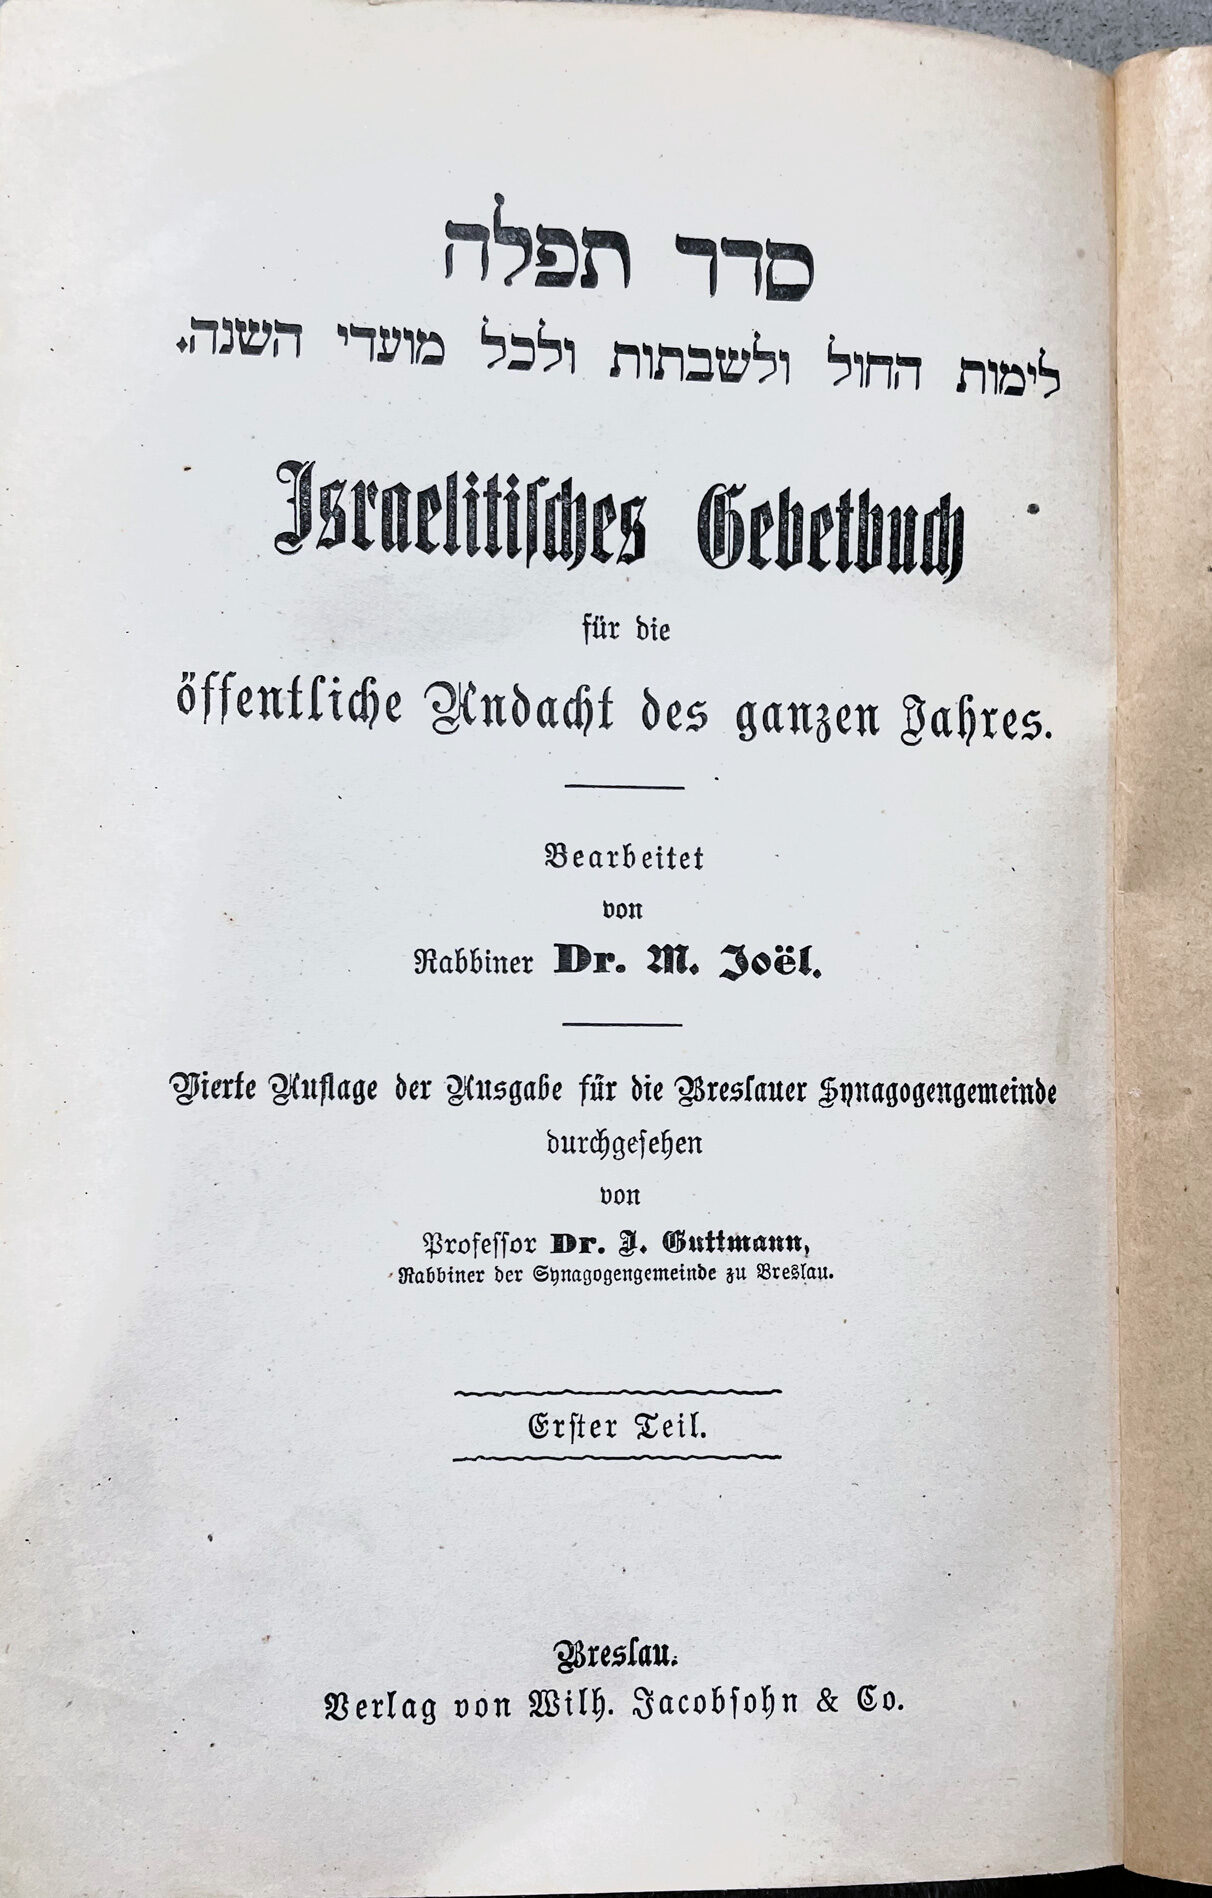 סדר תפלה
לימות החול ולשבתות ולכל מועדי השנה.
Israelitisches Gebetbuch
für die
öffentliche Andacht des ganzen Jahres.
Bearbeitet
von
Rabbiner Dr. M. Joël.
Vierte Auflage der Ausgabe für die Breslauer Synagogengemeinde
durchgesehen
von
Professor Dr. J. Guttmann,
Rabbiner der Synagogengemeinde zu Breslau.
Erster Teil.
Breslau.
Verlag von Wilh. Jacobsohn & Co.